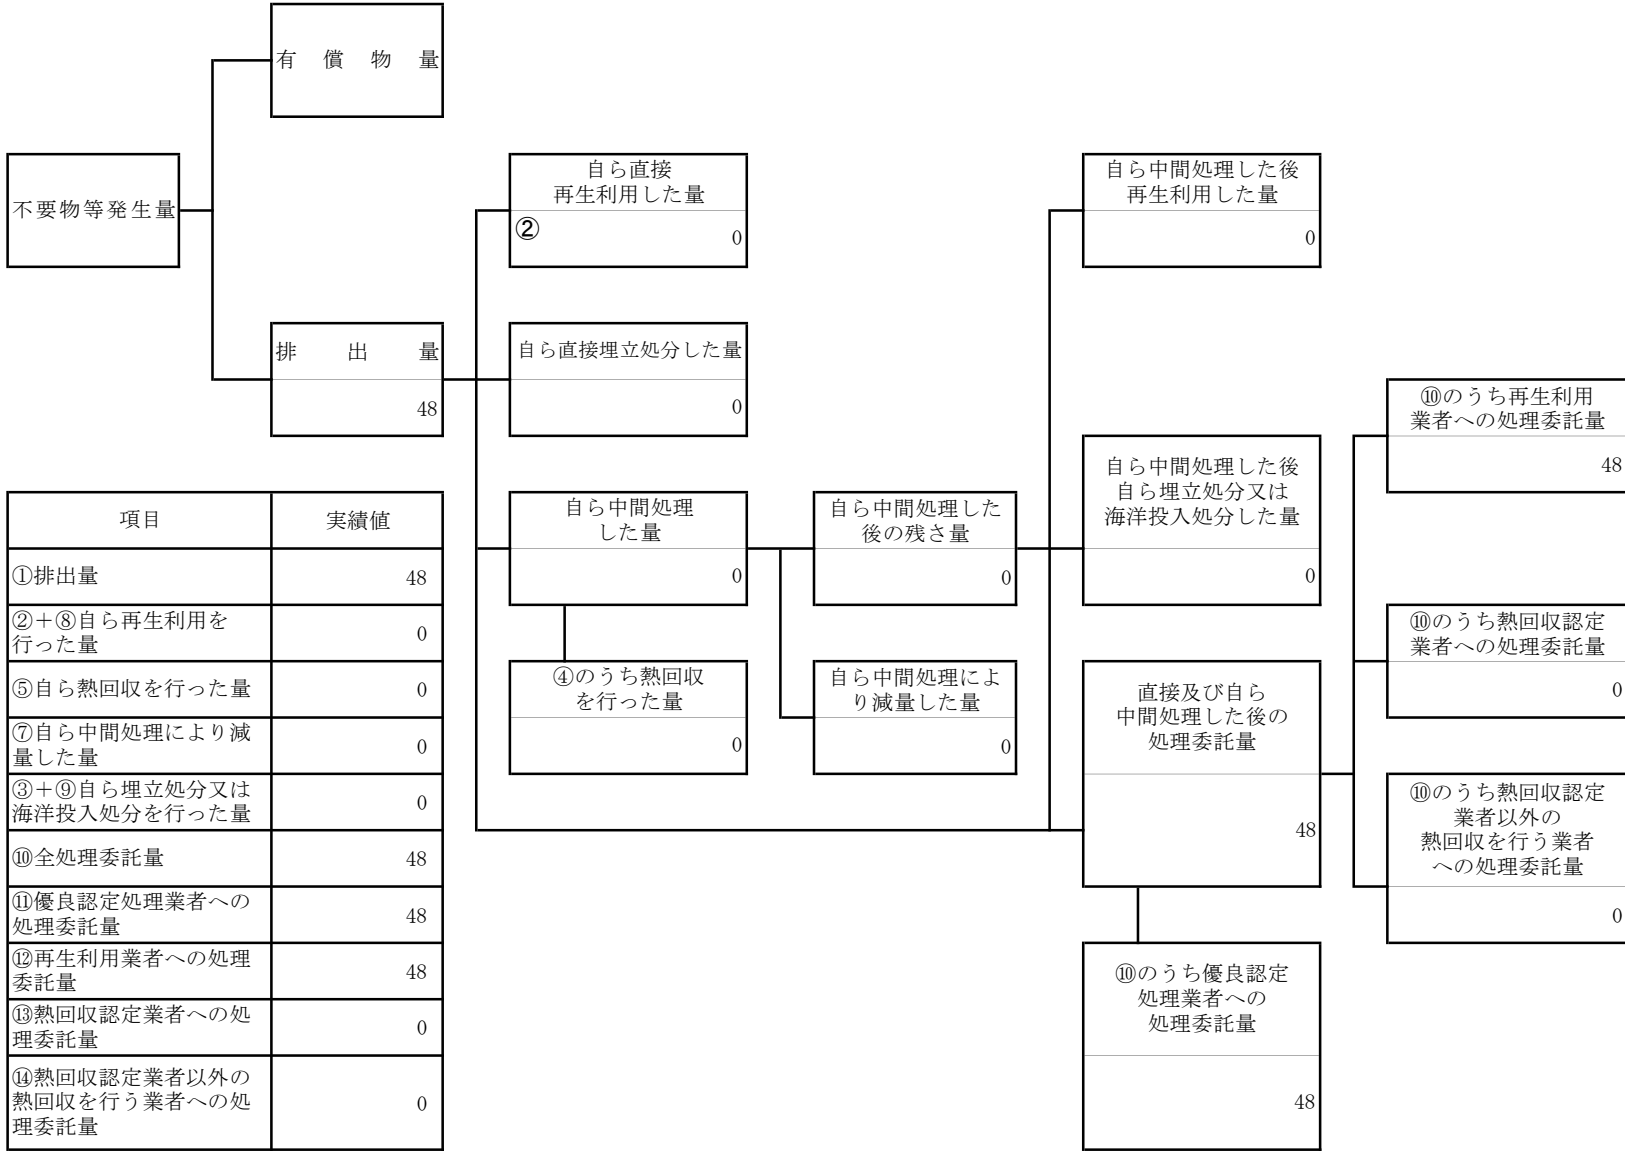 有償物量
不要物等発生量
自ら直接
再生利用した量
② 0
自ら中間処理した後
再生利用した量
0
排出量
48
自ら直接埋立処分した量
0
⑩のうち再生利用
業者への処理委託量
48
自ら中間処理
した量
0
自ら中間処理した
後の残さ量
0
自ら中間処理した後
自ら埋立処分又は
海洋投入処分した量
0
⑩のうち熱回収認定
業者への処理委託量
0
④のうち熱回収
を行った量
0
自ら中間処理によ
り減量した量
0
直接及び自ら
中間処理した後の
処理委託量
48
⑩のうち熱回収認定
業者以外の
熱回収を行う業者
への処理委託量
0
⑩のうち優良認定
処理業者への
処理委託量
48
項目 実績値
①排出量 48
②+⑧自ら再生利用を
行った量 0
⑤自ら熱回収を行った量 0
⑦自ら中間処理により減
量した量 0
③+⑨自ら埋立処分又は
海洋投入処分を行った量 0
⑩全処理委託量 48
⑪優良認定処理業者への
処理委託量 48
⑫再生利用業者への処理
委託量 48
⑬熱回収認定業者への処
理委託量 0
⑭熱回収認定業者以外の
熱回収を行う業者への処
理委託量 0